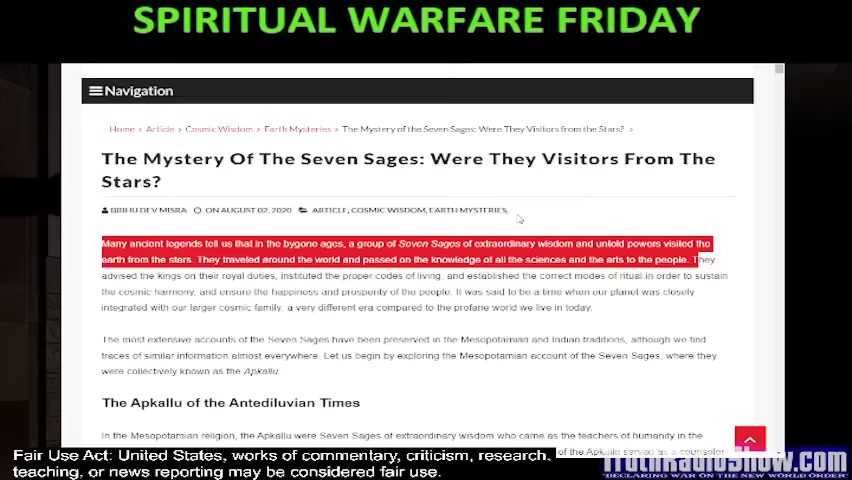 SPIRITUAL WARFARE FRIDAY
Navigation
Home > Article > Cosmic Wisdom > Earth Mysteries > The Mystery of the Seven Sages: Were They Visitors from the Stars? >
The Mystery Of The Seven Sages: Were They Visitors From The
Stars?
BIBHU DEV MISRA ON AUGUST 02, 2020 ARTICLE, COSMIC WISDOM, EARTH MYSTERIES,
Many ancient legends tell us that in the bygone ages, a group of Seven Sages of extraordinary wisdom and untold powers visited the
earth from the stars. They traveled around the world and passed on the knowledge of all the sciences and the arts to the people. They
advised the kings on their royal duties, instituted the proper codes of living, and established the correct modes of ritual in order to sustain
the cosmic harmony, and ensure the happiness and prosperity of the people. It was said to be a time when our planet was closely
integrated with our larger cosmic family, a very different era compared to the profane world we live in today.
The most extensive accounts of the Seven Sages have been preserved in the Mesopotamian and Indian traditions, although we find
traces of similar information almost everywhere. Let us begin by exploring the Mesopotamian account of the Seven Sages, where they
were collectively known as the Apkallu
The Apkallu of the Antediluvian Times
In the Mesopotamian religion, the Apkallu were Seven Sages of extraordinary wisdom who came as the teachers of humanity in the
of the Apkallu served as a counselor
Fair Use Act: United States, works of commentary, criticism, research,
teaching, or news reporting may be considered fair use.
TruthRadioShow.com
DECLARING WAR ON THE NEW WORLD ORDER